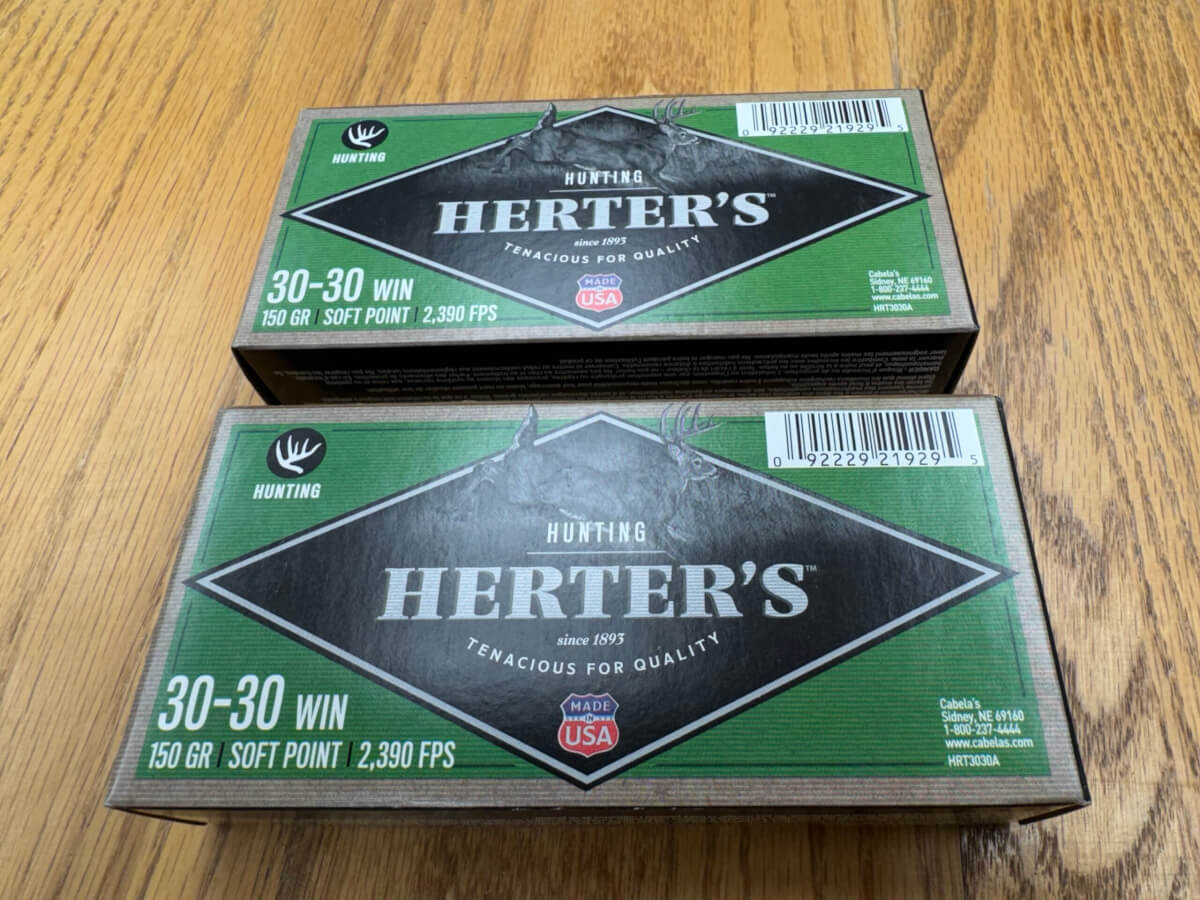 HUNTING
0 92229 21929 5
HUNTING
HERTER'S™
since 1893
TENACIOUS FOR QUALITY
MADE
IN
USA
30-30 WIN
150 GR | SOFT POINT | 2,390 FPS
Cabela's
Sidney, NE 69160
1-800-237-4444
www.cabelas.com
HRT3030A
HUNTING
0 92229 21929 5
HUNTING
HERTER'S™
since 1893
TENACIOUS FOR QUALITY
MADE
IN
USA
30-30 WIN
150 GR | SOFT POINT | 2,390 FPS
Cabela's
Sidney, NE 69160
1-800-237-4444
www.cabelas.com
HRT3030A